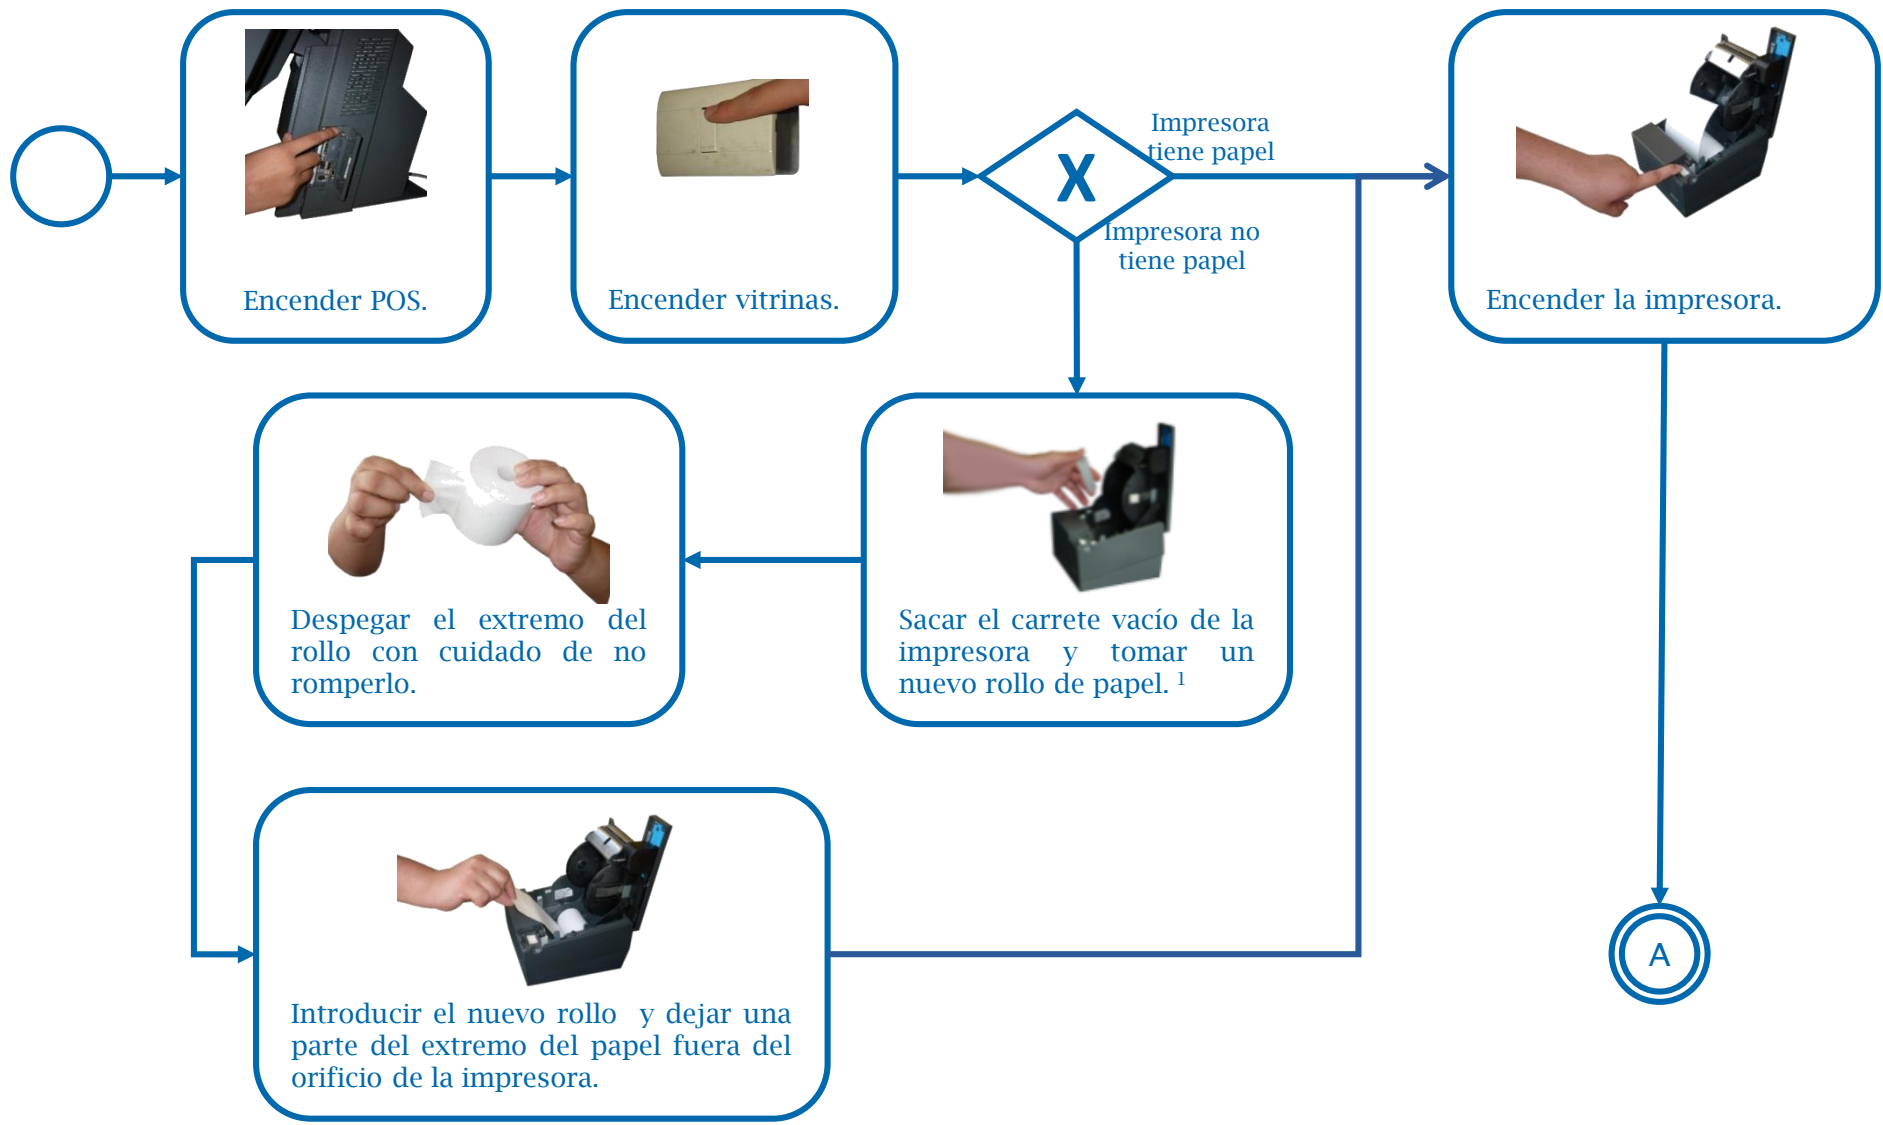 Encender POS.
Encender vitrinas.
X
Impresora
tiene papel
Impresora no
tiene papel
Encender la impresora.
Sacar el carrete vacío de la
impresora y tomar un
nuevo rollo de papel. 1
Despegar el extremo del
rollo con cuidado de no
romperlo.
Introducir el nuevo rollo y dejar una
parte del extremo del papel fuera del
orificio de la impresora.
A